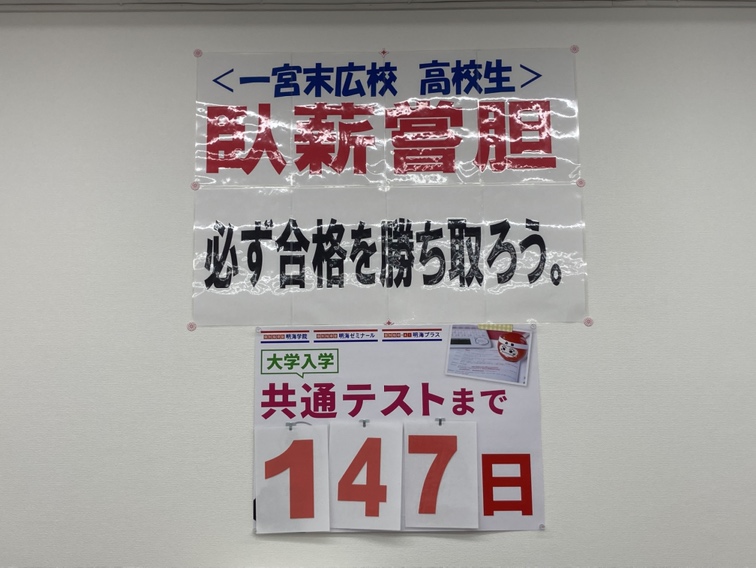 ＜一宮末広校 高校生＞
臥薪嘗胆
必ず合格を勝ち取ろう。
明海学院 明海ゼミナール 明海プラス
大学入学
共通テストまで
147日